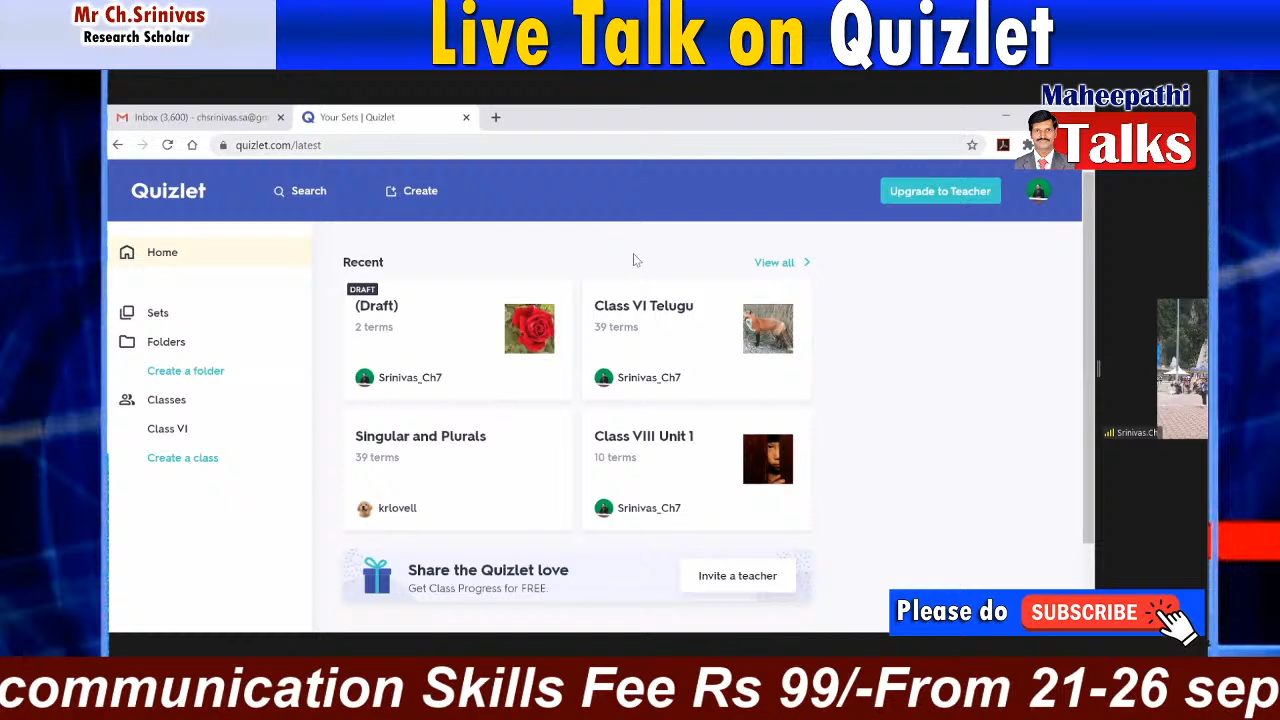 Mr Ch.Srinivas
Research Scholar
Live Talk on Quizlet
Maheepathi
Talks
Inbox (3,600) - chsrinivas.sa@gm
Your Sets | Quizlet
quizlet.com/latest
Quizlet
Search
Create
Upgrade to Teacher
Home
Sets
Folders
Create a folder
Classes
Class VI
Create a class
Recent
View all
DRAFT
(Draft)
2 terms
Srinivas_Ch7
Class VI Telugu
39 terms
Srinivas_Ch7
Singular and Plurals
39 terms
krlovell
Class VIII Unit 1
10 terms
Srinivas_Ch7
Share the Quizlet love
Get Class Progress for FREE.
Invite a teacher
Srinivas.Ch
Please do SUBSCRIBE
communication Skills Fee Rs 99/-From 21-26 sep